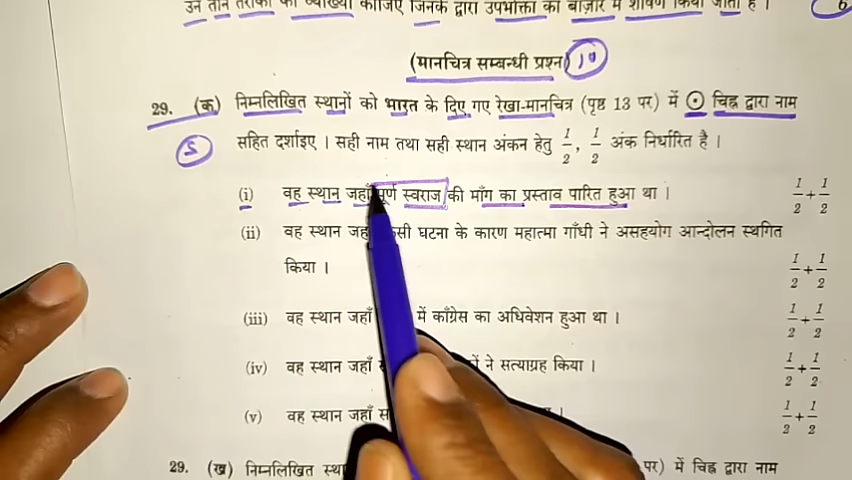 उन तीन तरीकों की व्याख्या कीजिए जिनके द्वारा उपभोक्ता का बाज़ार में शोषण किया जाता है । 6
(मानचित्र सम्बन्धी प्रश्न) 10
29. (क) निम्नलिखित स्थानों को भारत के दिए गए रेखा-मानचित्र (पृष्ठ 13 पर) में ⊙ चिह्न द्वारा नाम
5 सहित दर्शाइए । सही नाम तथा सही स्थान अंकन हेतु 1/2, 1/2 अंक निर्धारित है ।
(i) वह स्थान जहाँ पूर्ण स्वराज की माँग का प्रस्ताव पारित हुआ था । 1/2+1/2
(ii) वह स्थान घटना के कारण महात्मा गाँधी ने असहयोग आन्दोलन स्थगित
किया । 1/2+1/2
(iii) वह स्थान जहाँ में काँग्रेस का अधिवेशन हुआ था । 1/2+1/2
(iv) वह स्थान जहाँ ने सत्याग्रह किया । 1/2+1/2
(v) वह स्थान जहाँ । 1/2+1/2
29. (ख) निम्नलिखित पर) में चिह्न द्वारा नाम